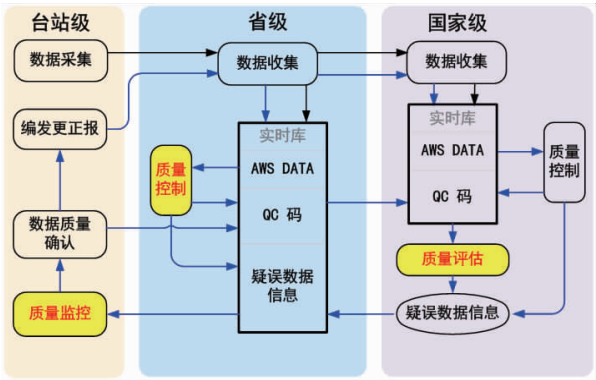 台站级
省级
国家级
数据采集
数据收集
数据收集
编发更正报
实时库
AWS DATA
QC 码
疑误数据
信息
质量
控制
实时库
AWS DATA
QC 码
质量
控制
数据质量
确认
质量评估
质量监控
疑误数据信息